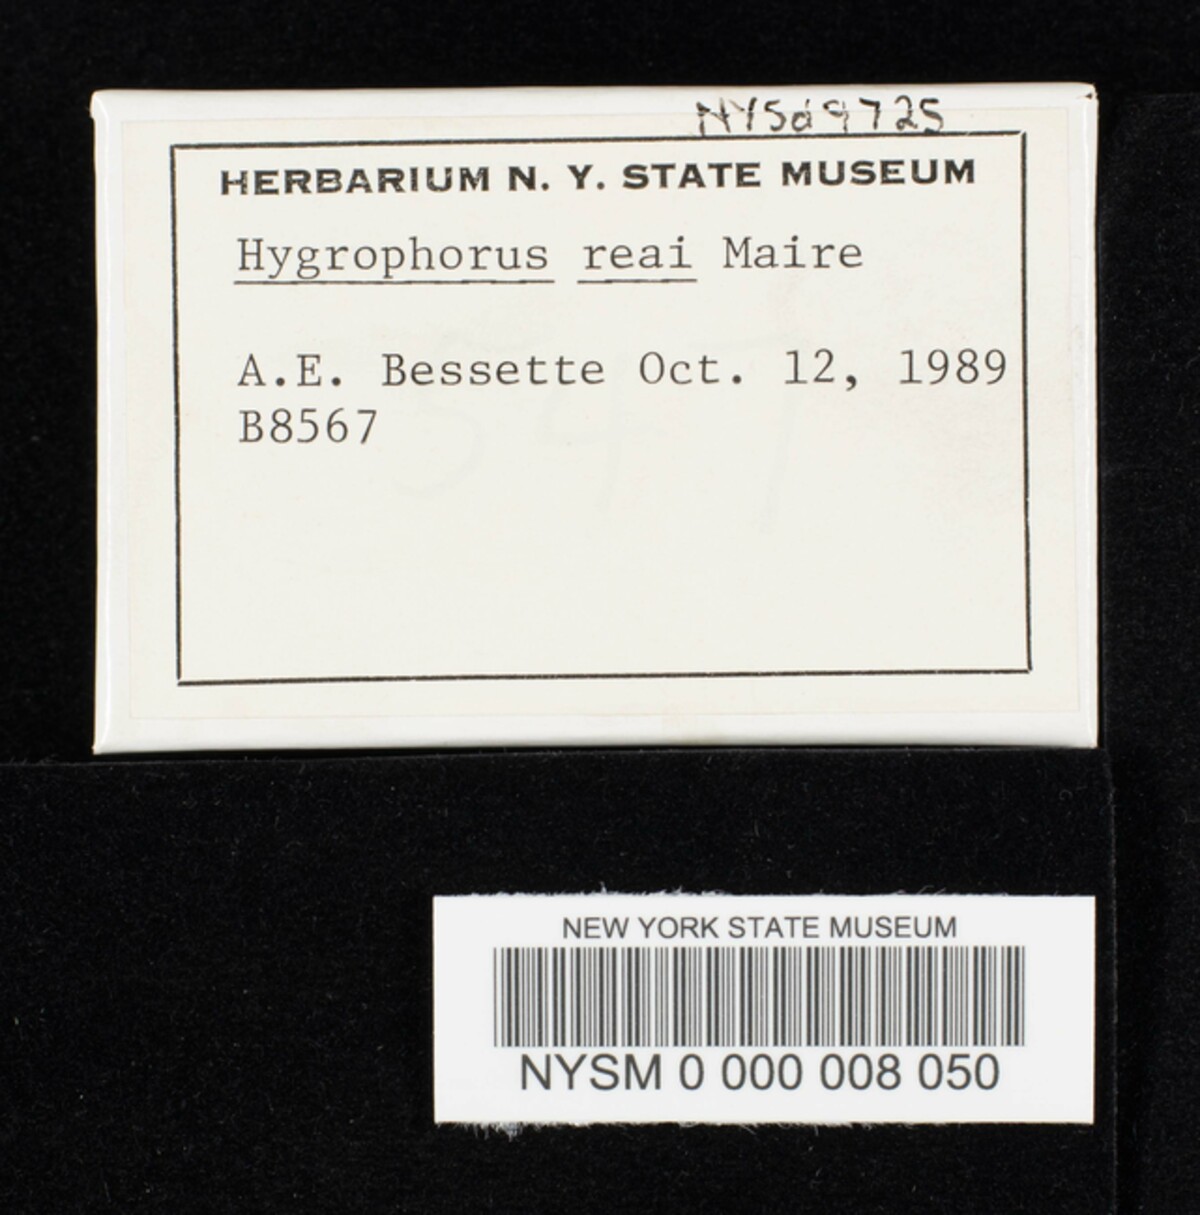 NYSd9725
HERBARIUM N. Y. STATE MUSEUM
Hygrophorus reai Maire
A.E. Bessette Oct. 12, 1989
B8567
547
NEW YORK STATE MUSEUM
NYSM 0 000 008 050